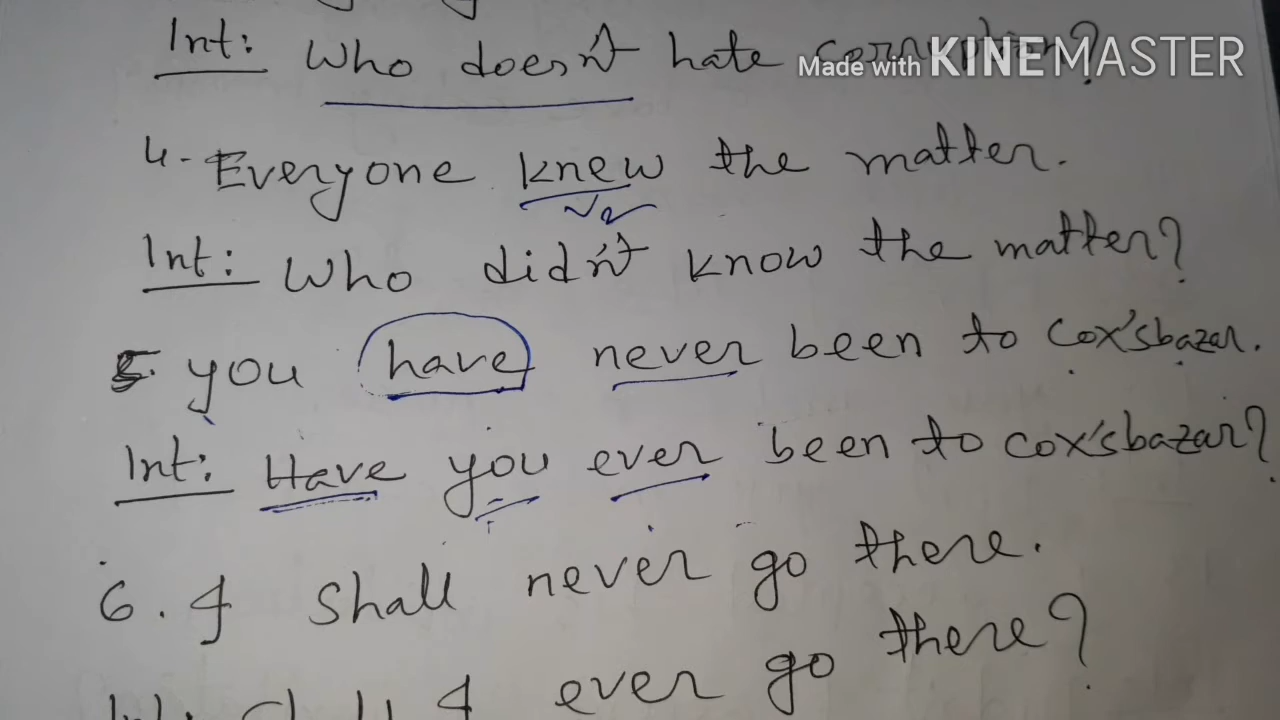 Int: Who doesn't hate
Made with KINEMASTER
4. Everyone knew the matter.
V2
Int: Who didn't know the matter?
5. you have never been to Cox'sbazar.
Int: Have you ever been to Cox'sbazar?
6. I shall never go there.
I ever go there?